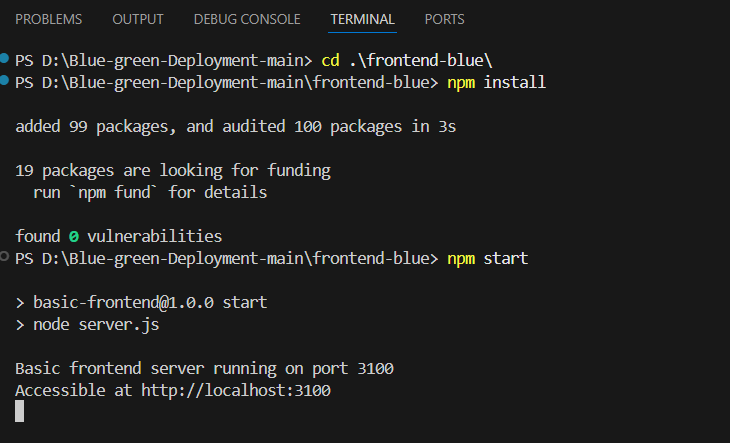 PROBLEMS OUTPUT DEBUG CONSOLE TERMINAL PORTS
PS D:\Blue-green-Deployment-main> cd .\frontend-blue\
PS D:\Blue-green-Deployment-main\frontend-blue> npm install
added 99 packages, and audited 100 packages in 3s
19 packages are looking for funding
  run `npm fund` for details
found 0 vulnerabilities
PS D:\Blue-green-Deployment-main\frontend-blue> npm start
> basic-frontend@1.0.0 start
> node server.js
Basic frontend server running on port 3100
Accessible at http://localhost:3100